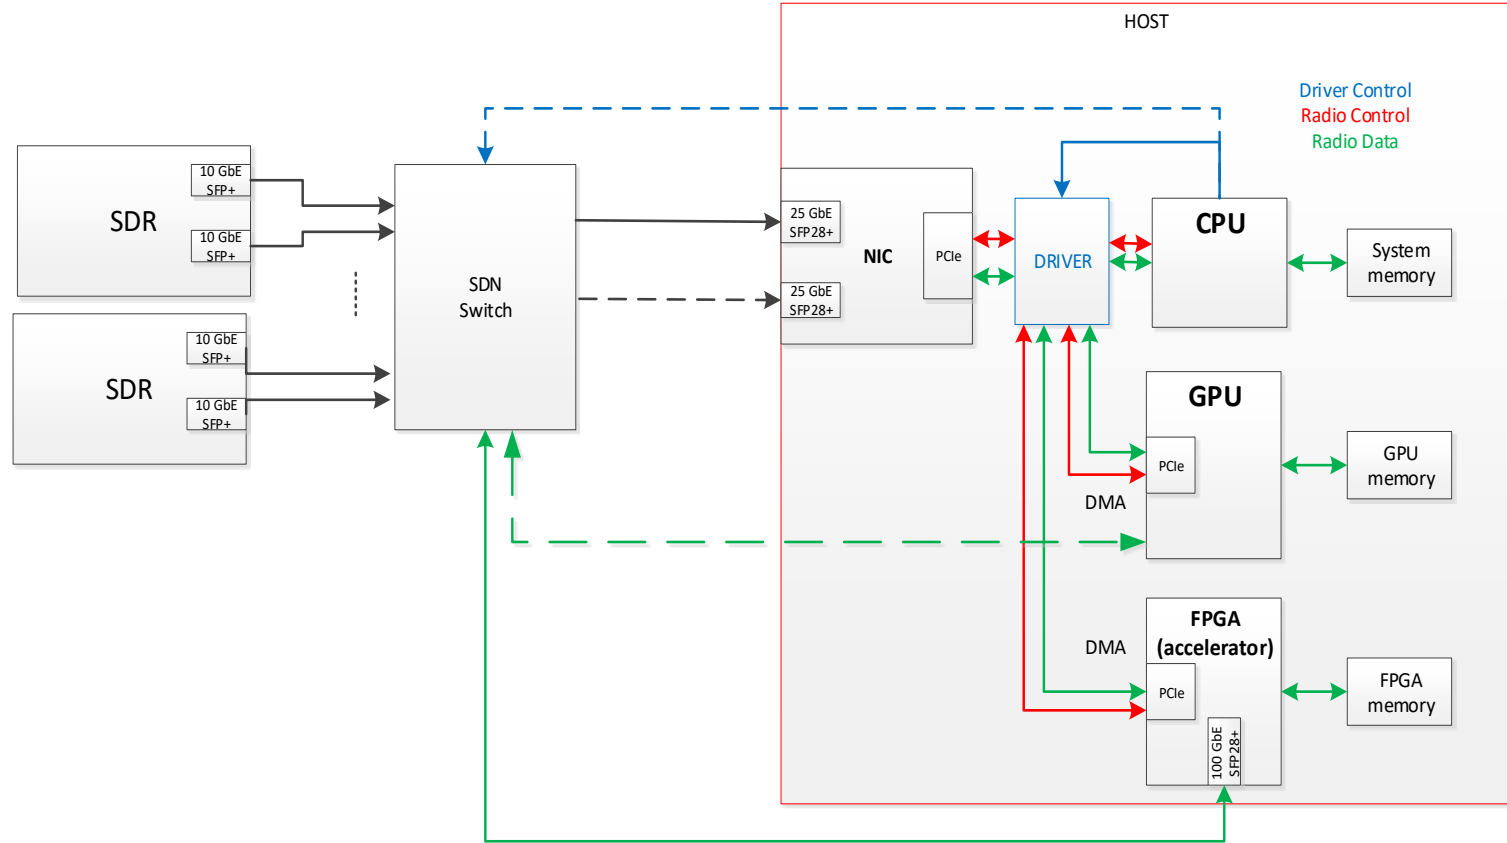 HOST
Driver Control
Radio Control
Radio Data
10 GbE
SFP+
SDR
10 GbE
SFP+
10 GbE
SFP+
SDR
10 GbE
SFP+
SDN
Switch
25 GbE
SFP28+
NIC
PCIe
25 GbE
SFP28+
DRIVER
CPU
System
memory
GPU
PCIe
DMA
GPU
memory
FPGA
(accelerator)
DMA
PCIe
100 GbE
SFP28+
FPGA
memory